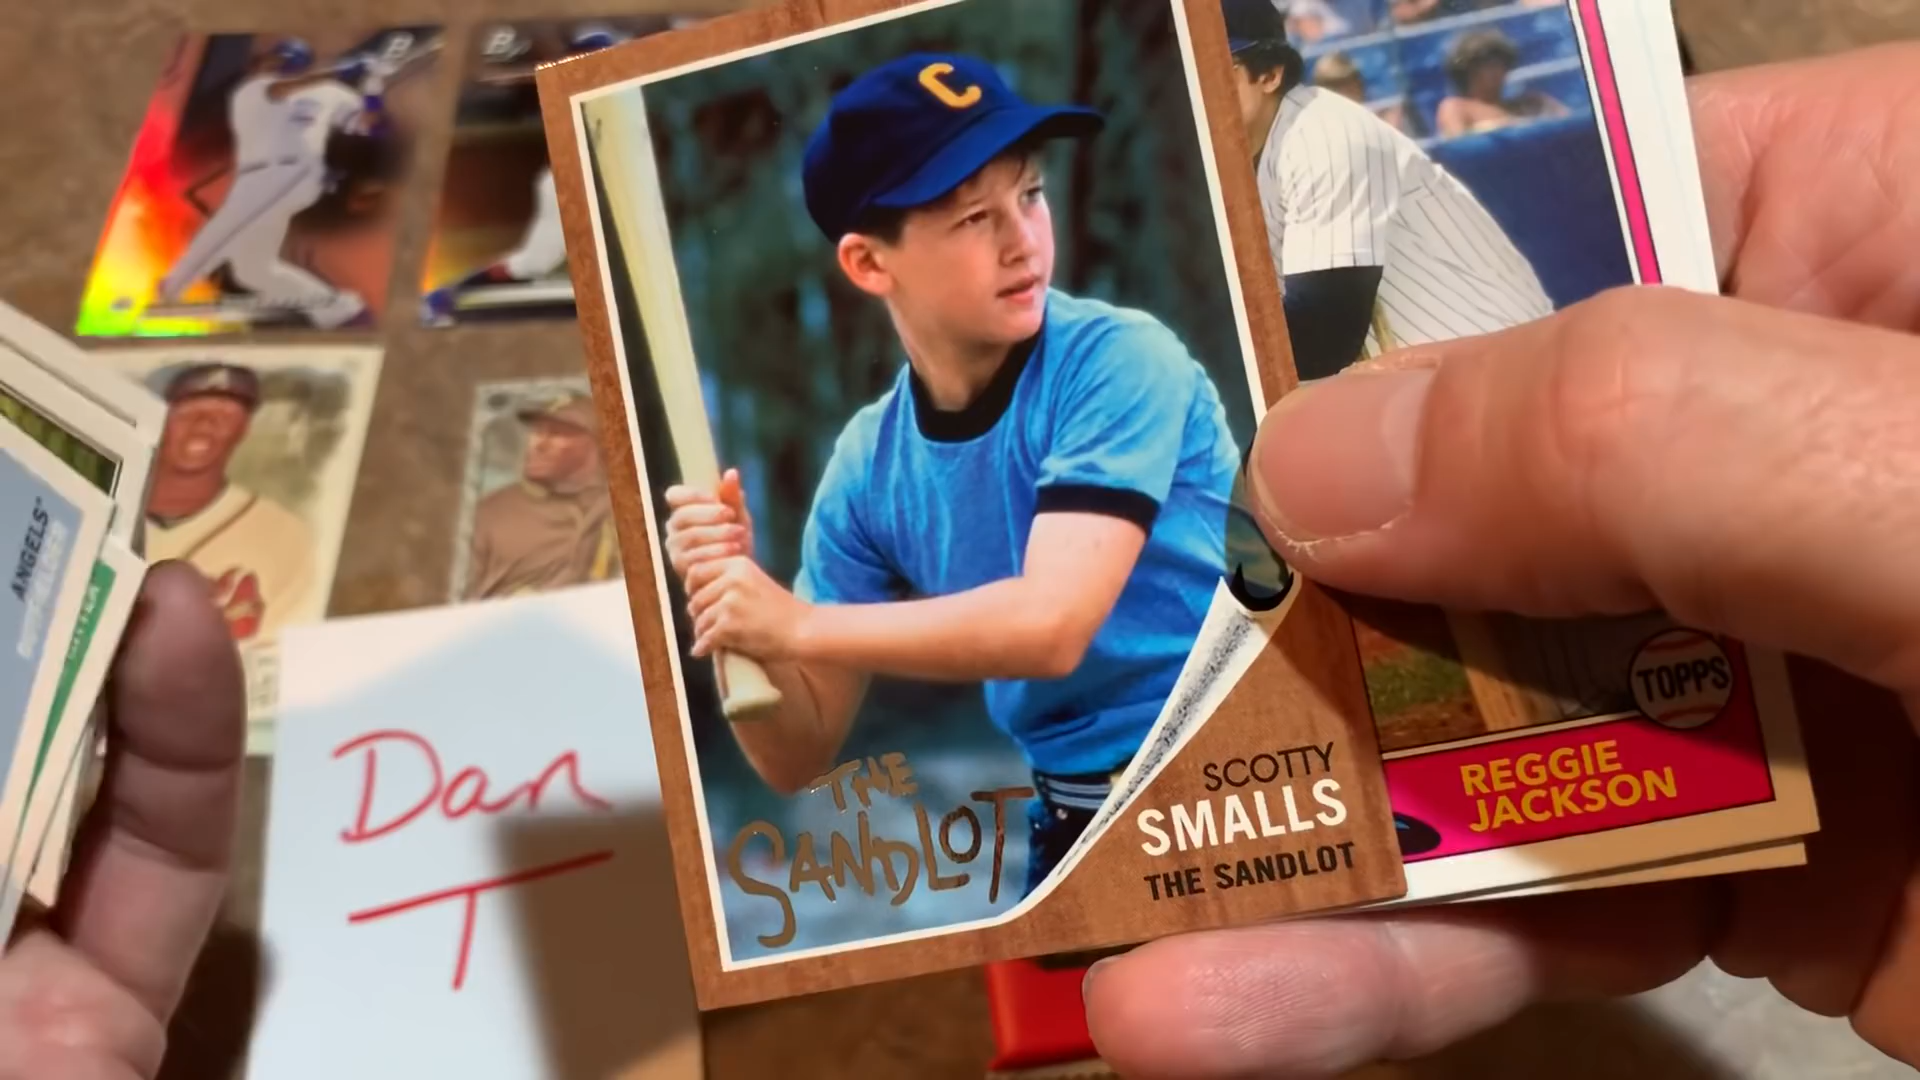 C
THE
SANDLOT
SCOTTY
SMALLS
THE SANDLOT
TOPPS
REGGIE
JACKSON
Dan
T
ANGELS
B